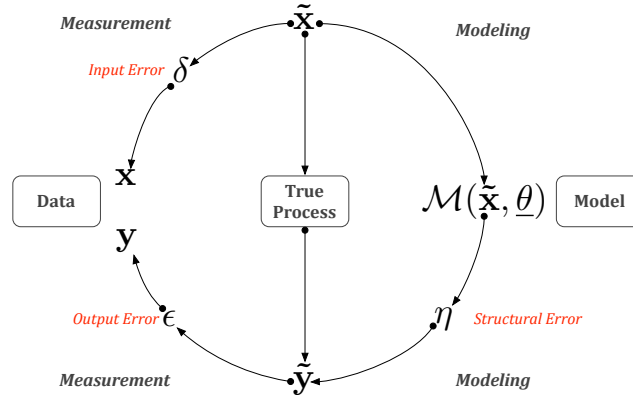 Measurement
x̃
Modeling
Input Error
δ
x
Data
True
Process
M(x̃, θ)
Model
y
Output Error
ϵ
η
Structural Error
Measurement
ỹ
Modeling